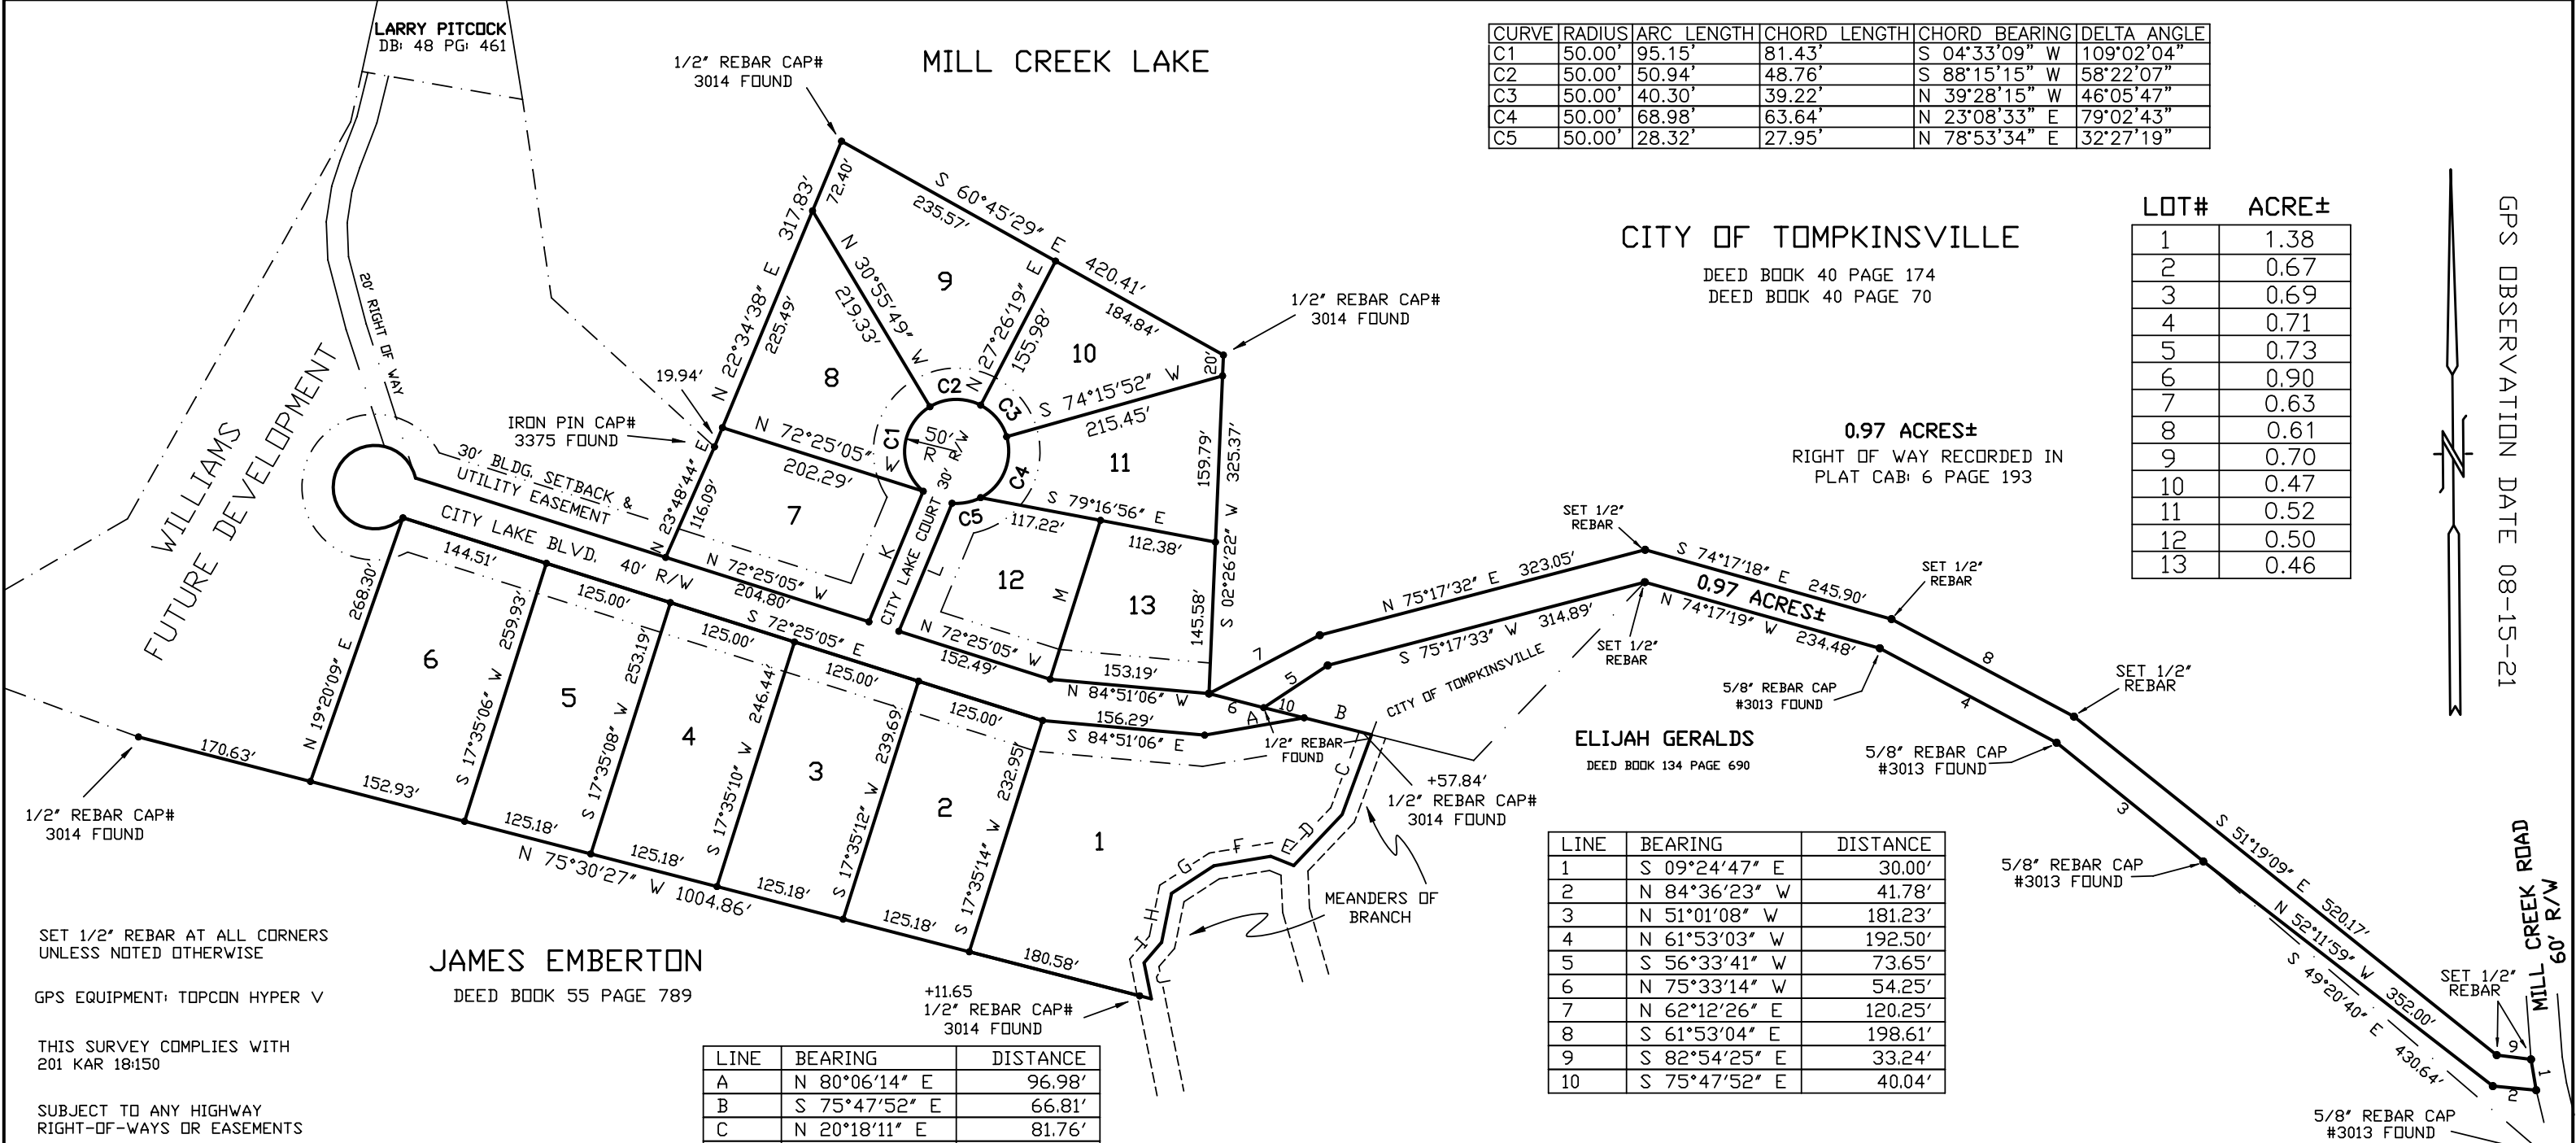 LARRY PITCOCK
DB: 48 PG: 461
1/2" REBAR CAP#
3014 FOUND
MILL CREEK LAKE
CURVE RADIUS ARC LENGTH CHORD LENGTH CHORD BEARING DELTA ANGLE
C1 50.00' 95.15' 81.43' S 04°33'09" W 109°02'04"
C2 50.00' 50.94' 48.76' S 88°15'15" W 58°22'07"
C3 50.00' 40.30' 39.22' N 39°28'15" W 46°05'47"
C4 50.00' 68.98' 63.64' N 23°08'33" E 79°02'43"
C5 50.00' 28.32' 27.95' N 78°53'34" E 32°27'19"
CITY OF TOMPKINSVILLE
DEED BOOK 40 PAGE 174
DEED BOOK 40 PAGE 70
LOT# ACRE±
1 1.38
2 0.67
3 0.69
4 0.71
5 0.73
6 0.90
7 0.63
8 0.61
9 0.70
10 0.47
11 0.52
12 0.50
13 0.46
GPS OBSERVATION DATE 08-15-21
N
0.97 ACRES±
RIGHT OF WAY RECORDED IN
PLAT CAB: 6 PAGE 193
20' RIGHT OF WAY
WILLIAMS
FUTURE DEVELOPMENT
IRON PIN CAP#
3375 FOUND
19.94'
30' BLDG. SETBACK &
UTILITY EASEMENT
CITY LAKE BLVD. 40' R/W
N 22°34'38" E 317.83'
72.40'
225.49'
S 60°45'29" E 420.41'
235.57'
184.84'
1/2" REBAR CAP#
3014 FOUND
20'
9
N 30°55'49" W
219.33'
N 27°26'19" E
155.98'
10
8
S 74°15'52" W
215.45'
11
C1
C2
C3
C4
C5
50'
R
R/W
N 72°25'05" W
202.29'
N 23°48'44" E
116.09'
7
K
CITY LAKE COURT 30'
L
N 72°25'05" W
204.80'
S 79°16'56" E
117.22'
112.38'
12
M
13
159.79'
145.58'
S 02°26'22" W 325.37'
N 72°25'05" W
152.49'
153.19'
N 84°51'06" W
144.51'
125.00'
S 72°25'05" E
125.00'
125.00'
125.00'
156.29'
S 84°51'06" E
N 19°20'09" E 268.30'
6
S 17°35'06" W 259.93'
5
S 17°35'08" W 253.19'
4
S 17°35'10" W 246.44'
3
S 17°35'12" W 239.69'
2
S 17°35'14" W 232.95'
1
170.63'
152.93'
125.18'
125.18'
125.18'
125.18'
180.58'
N 75°30'27" W 1004.86'
1/2" REBAR CAP#
3014 FOUND
7
5
6
A
10
B
C
D
E
F
G
H
I
J
1/2" REBAR
FOUND
+57.84'
1/2" REBAR CAP#
3014 FOUND
MEANDERS OF
BRANCH
+11.65
1/2" REBAR CAP#
3014 FOUND
N 75°17'32" E 323.05'
S 75°17'33" W 314.89'
CITY OF TOMPKINSVILLE
SET 1/2"
REBAR
S 74°17'18" E 245.90'
0.97 ACRES±
N 74°17'19" W 234.48'
SET 1/2"
REBAR
SET 1/2"
REBAR
8
4
SET 1/2"
REBAR
5/8" REBAR CAP
#3013 FOUND
5/8" REBAR CAP
#3013 FOUND
3
5/8" REBAR CAP
#3013 FOUND
S 51°19'09" E 520.17'
N 52°11'59" W 352.00'
S 49°20'40" E 430.64'
SET 1/2"
REBAR
9
1
2
MILL CREEK ROAD
60' R/W
5/8" REBAR CAP
#3013 FOUND
ELIJAH GERALDS
DEED BOOK 134 PAGE 690
LINE BEARING DISTANCE
1 S 09°24'47" E 30.00'
2 N 84°36'23" W 41.78'
3 N 51°01'08" W 181.23'
4 N 61°53'03" W 192.50'
5 S 56°33'41" W 73.65'
6 N 75°33'14" W 54.25'
7 N 62°12'26" E 120.25'
8 S 61°53'04" E 198.61'
9 S 82°54'25" E 33.24'
10 S 75°47'52" E 40.04'
JAMES EMBERTON
DEED BOOK 55 PAGE 789
SET 1/2" REBAR AT ALL CORNERS
UNLESS NOTED OTHERWISE
GPS EQUIPMENT: TOPCON HYPER V
THIS SURVEY COMPLIES WITH
201 KAR 18:150
SUBJECT TO ANY HIGHWAY
RIGHT-OF-WAYS OR EASEMENTS
LINE BEARING DISTANCE
A N 80°06'14" E 96.98'
B S 75°47'52" E 66.81'
C N 20°18'11" E 81.76'